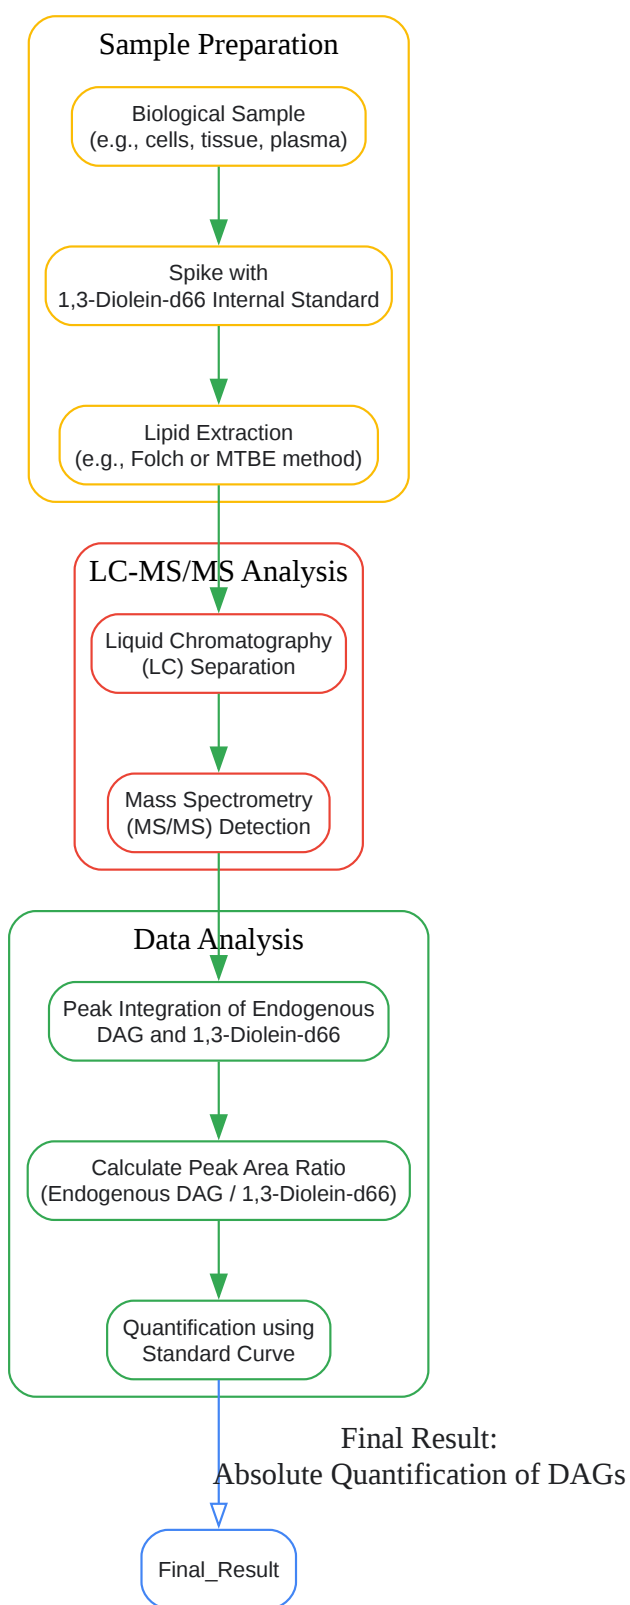 Sample Preparation
Biological Sample
(e.g., cells, tissue, plasma)
Spike with
1,3-Diolein-d66 Internal Standard
Lipid Extraction
(e.g., Folch or MTBE method)
LC-MS/MS Analysis
Liquid Chromatography
(LC) Separation
Mass Spectrometry
(MS/MS) Detection
Data Analysis
Peak Integration of Endogenous
DAG and 1,3-Diolein-d66
Calculate Peak Area Ratio
(Endogenous DAG / 1,3-Diolein-d66)
Quantification using
Standard Curve
Final Result:
Absolute Quantification of DAGs
Final_Result